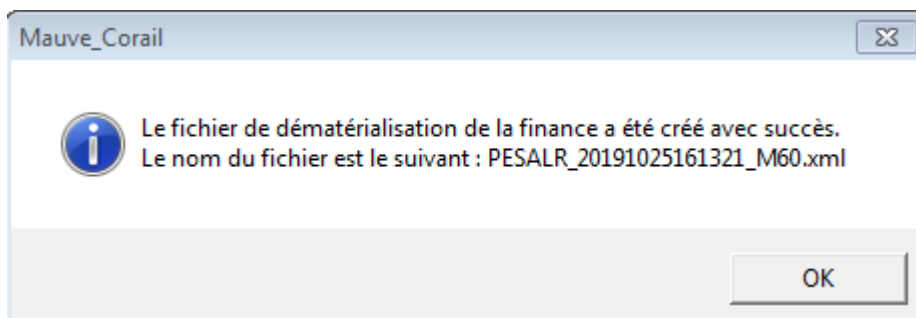 Mauve_Corail
Le fichier de dématérialisation de la finance a été créé avec succès.
Le nom du fichier est le suivant : PESALR_20191025161321_M60.xml
OK